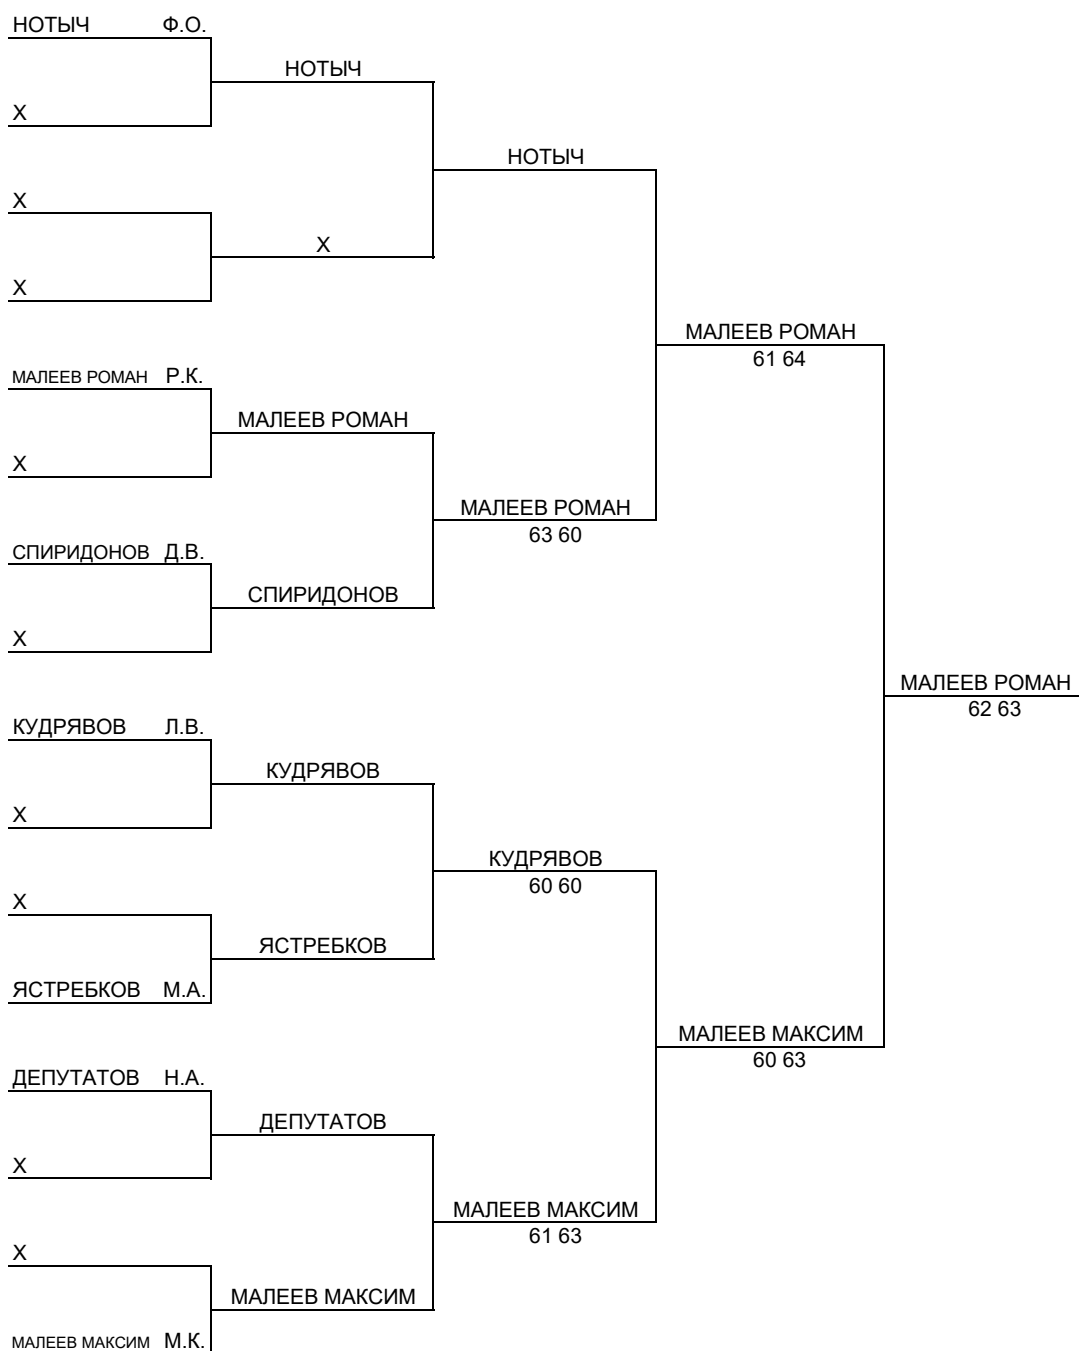 НОТЫЧ Ф.О.
НОТЫЧ
Х
НОТЫЧ
Х
Х
Х
МАЛЕЕВ РОМАН
61 64
МАЛЕЕВ РОМАН Р.К.
МАЛЕЕВ РОМАН
Х
МАЛЕЕВ РОМАН
63 60
СПИРИДОНОВ Д.В.
СПИРИДОНОВ
Х
МАЛЕЕВ РОМАН
62 63
КУДРЯВОВ Л.В.
КУДРЯВОВ
Х
КУДРЯВОВ
60 60
Х
ЯСТРЕБКОВ
ЯСТРЕБКОВ М.А.
МАЛЕЕВ МАКСИМ
60 63
ДЕПУТАТОВ Н.А.
ДЕПУТАТОВ
Х
МАЛЕЕВ МАКСИМ
61 63
Х
МАЛЕЕВ МАКСИМ
МАЛЕЕВ МАКСИМ М.К.